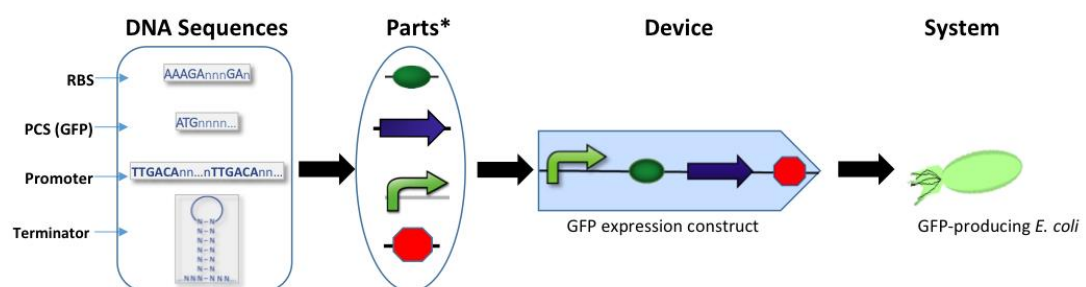 DNA Sequences
Parts*
Device
System
RBS
AAAGAnnnGAn
PCS (GFP)
ATGnnnn...
Promoter
TTGACAnn...nTTGACAnn...
Terminator
N – N
N – N
N – N
N – N
N – N
N – N
...N N N – N N N...
GFP expression construct
GFP-producing E. coli